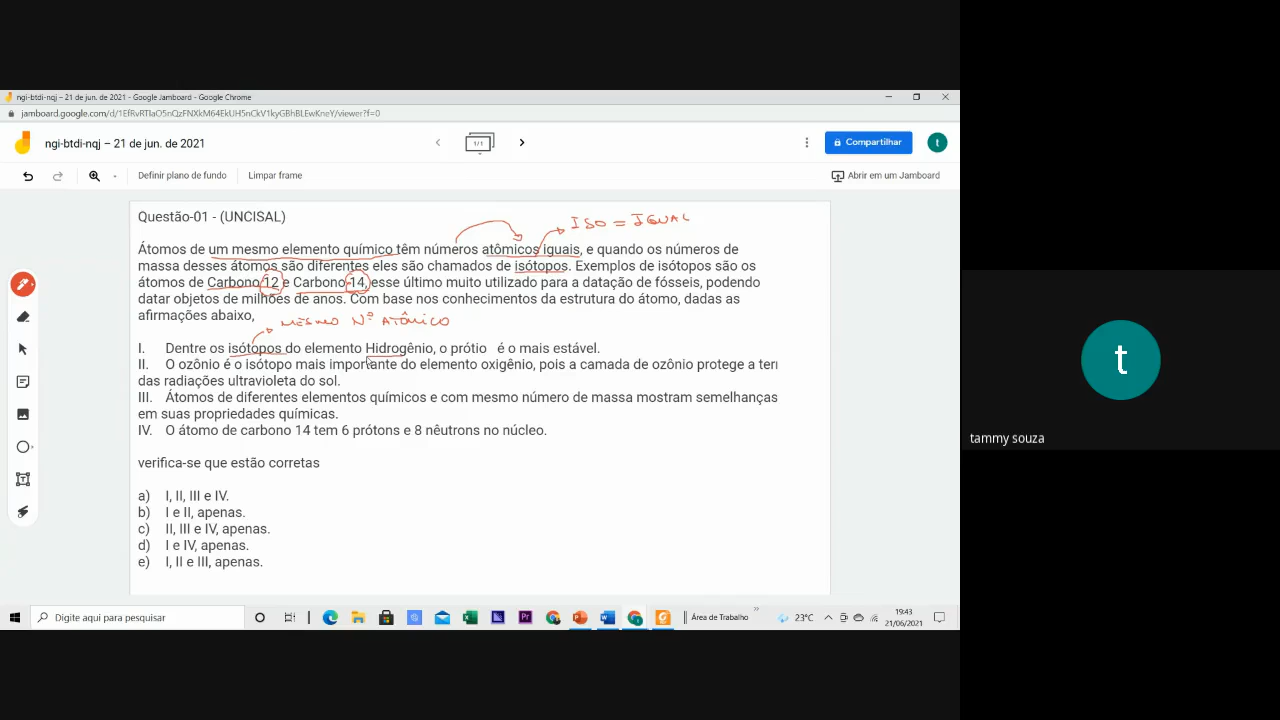 ngi-btdi-nqj – 21 de jun. de 2021 - Google Jamboard - Google Chrome
ngi-btdi-nqj – 21 de jun. de 2021
1/1
Compartilhar
t
Definir plano de fundo
Limpar frame
Abrir em um Jamboard
Questão-01 - (UNCISAL)
ISO = IGUAL
Átomos de um mesmo elemento químico têm números atômicos iguais, e quando os números de
massa desses átomos são diferentes eles são chamados de isótopos. Exemplos de isótopos são os
átomos de Carbono 12 e Carbono 14, esse último muito utilizado para a datação de fósseis, podendo
datar objetos de milhões de anos. Com base nos conhecimentos da estrutura do átomo, dadas as
afirmações abaixo,
MESMO Nº ATÔMICO
I. Dentre os isótopos do elemento Hidrogênio, o prótio é o mais estável.
II. O ozônio é o isótopo mais importante do elemento oxigênio, pois a camada de ozônio protege a terr
das radiações ultravioleta do sol.
III. Átomos de diferentes elementos químicos e com mesmo número de massa mostram semelhanças
em suas propriedades químicas.
IV. O átomo de carbono 14 tem 6 prótons e 8 nêutrons no núcleo.
verifica-se que estão corretas
a) I, II, III e IV.
b) I e II, apenas.
c) II, III e IV, apenas.
d) I e IV, apenas.
e) I, II e III, apenas.
t
tammy souza
Digite aqui para pesquisar
Área de Trabalho
23°C
19:43
21/06/2021